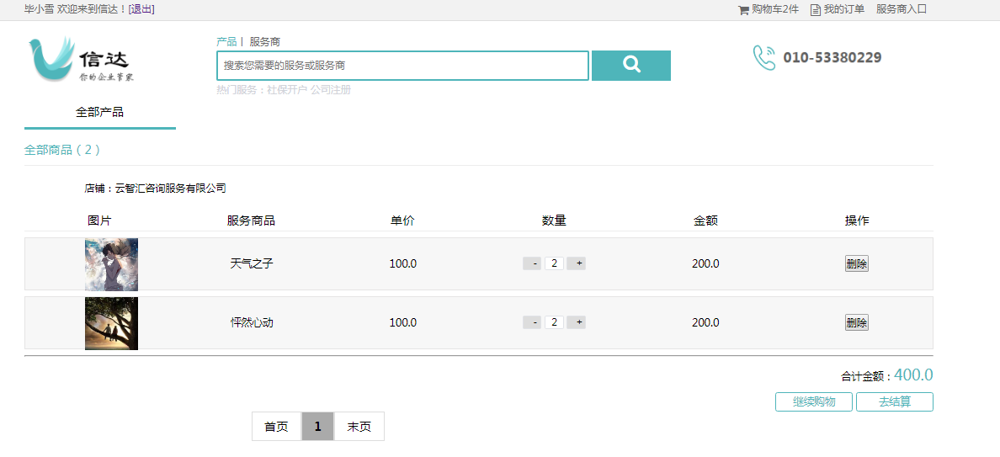 毕小雪 欢迎来到信达！[退出] 购物车2件 我的订单 服务商入口
信达
你的企业管家
产品| 服务商
搜索您需要的服务或服务商
热门服务：社保开户 公司注册
010-53380229
全部产品
全部商品（2）
店铺：云智汇咨询服务有限公司
图片 服务商品 单价 数量 金额 操作
天气之子 100.0 - 2 + 200.0 删除
怦然心动 100.0 - 2 + 200.0 删除
合计金额：400.0
继续购物 去结算
首页 1 末页